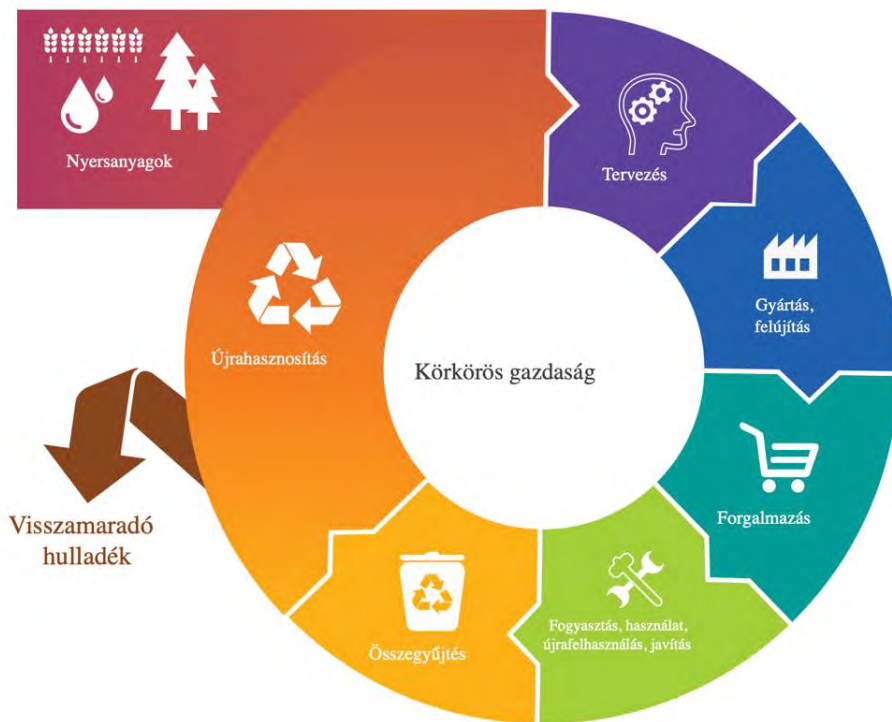 Nyersanyagok
Tervezés
Gyártás,
felújítás
Újrahasznosítás
Körkörös gazdaság
Forgalmazás
Visszamaradó
hulladék
Fogyasztás, használat,
újrafelhasználás, javítás
Összegyűjtés